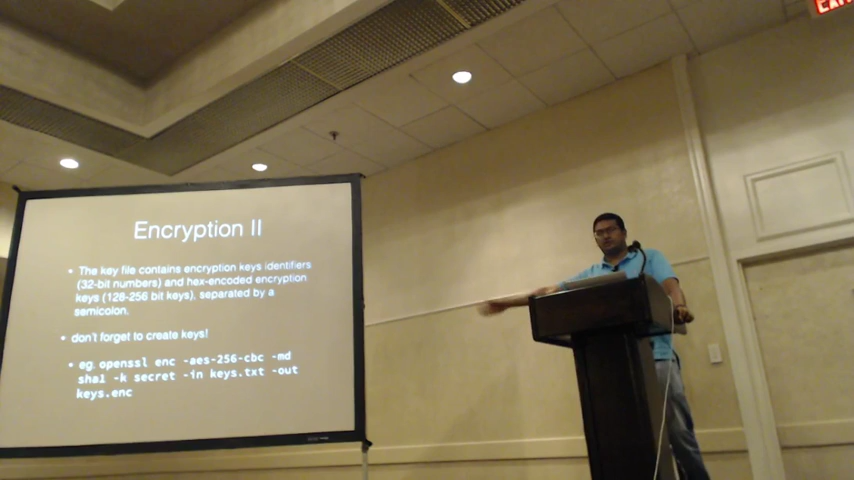 EXIT
Encryption II
• The key file contains encryption keys identifiers
(32-bit numbers) and hex-encoded encryption
keys (128-256 bit keys), separated by a
semicolon.
• don't forget to create keys!
• eg. openssl enc -aes-256-cbc -md
sha1 -k secret -in keys.txt -out
keys.enc